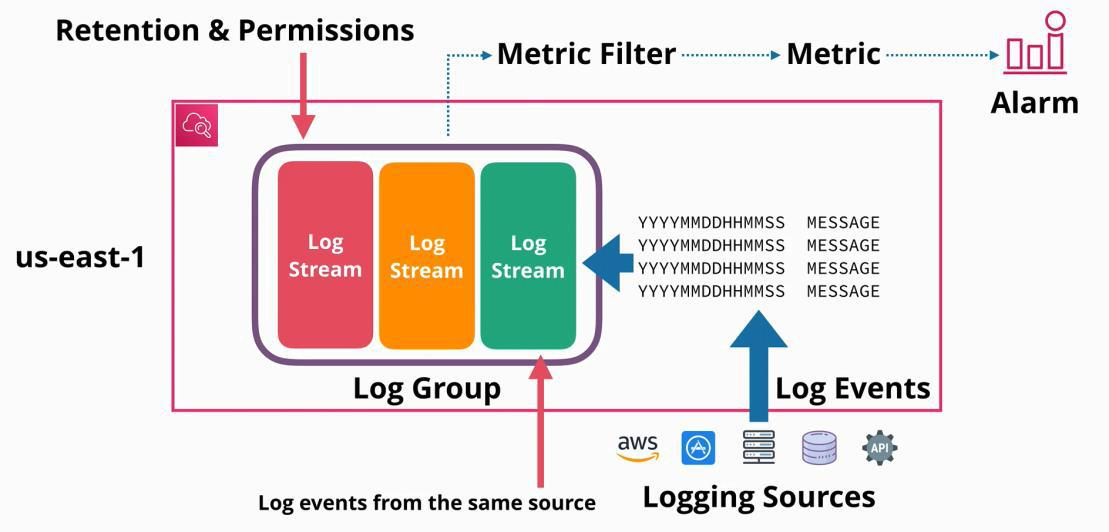 Retention & Permissions
Metric Filter
Metric
Alarm
us-east-1
Log
Stream
Log
Stream
Log
Stream
YYYYMMDDHHMMSS MESSAGE
YYYYMMDDHHMMSS MESSAGE
YYYYMMDDHHMMSS MESSAGE
YYYYMMDDHHMMSS MESSAGE
Log Group
Log Events
aws
API
Log events from the same source
Logging Sources